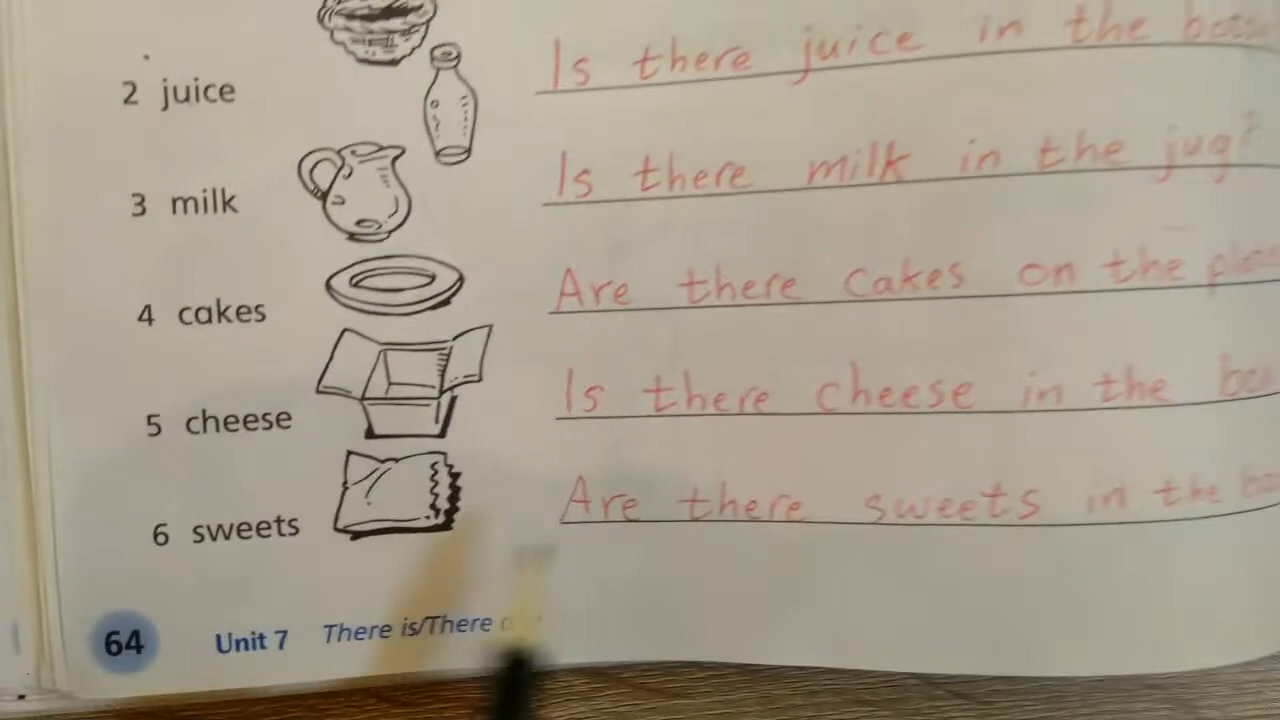 2 juice Is there juice in the
3 milk Is there milk in the jug?
4 cakes Are there cakes on the
5 cheese Is there cheese in the
6 sweets Are there sweets in the
64 Unit 7 There is/There